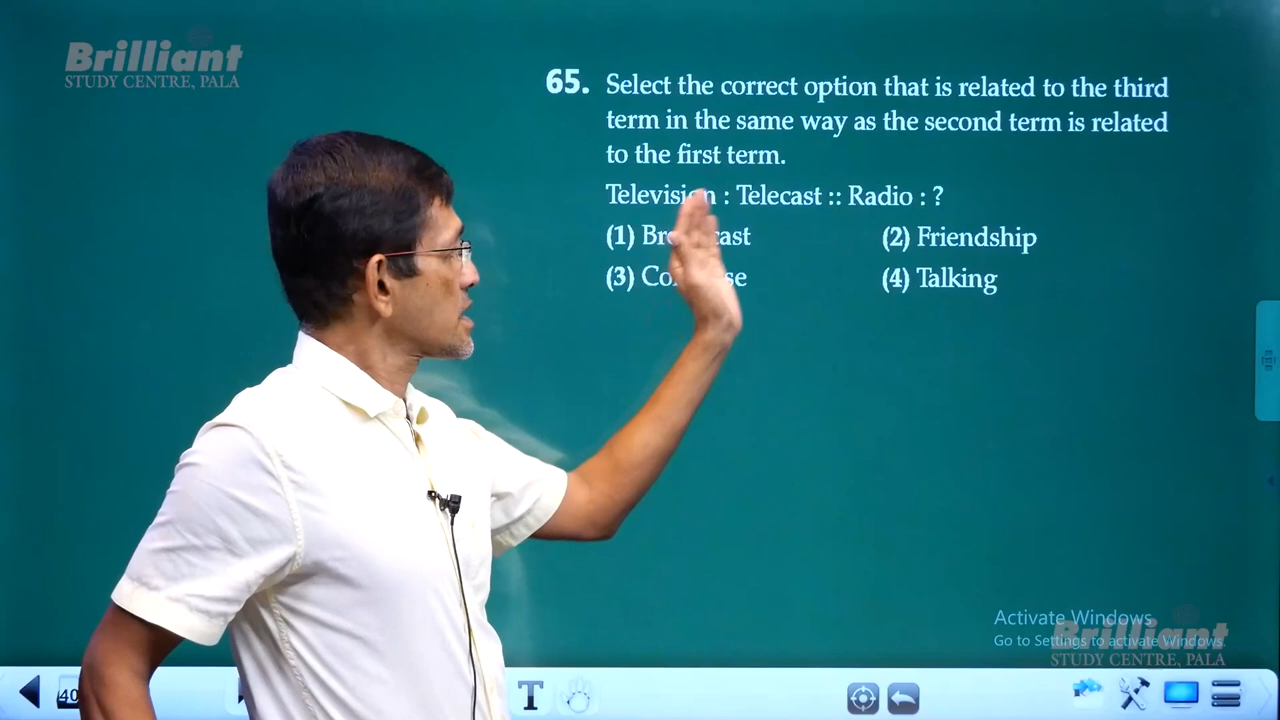 Brilliant
STUDY CENTRE, PALA
65. Select the correct option that is related to the third
term in the same way as the second term is related
to the first term.
Television : Telecast :: Radio : ?
(1) (2) Friendship
(3) (4) Talking
Activate Windows
Go to Settings to activate Windows.
Brilliant
STUDY CENTRE, PALA
40
T